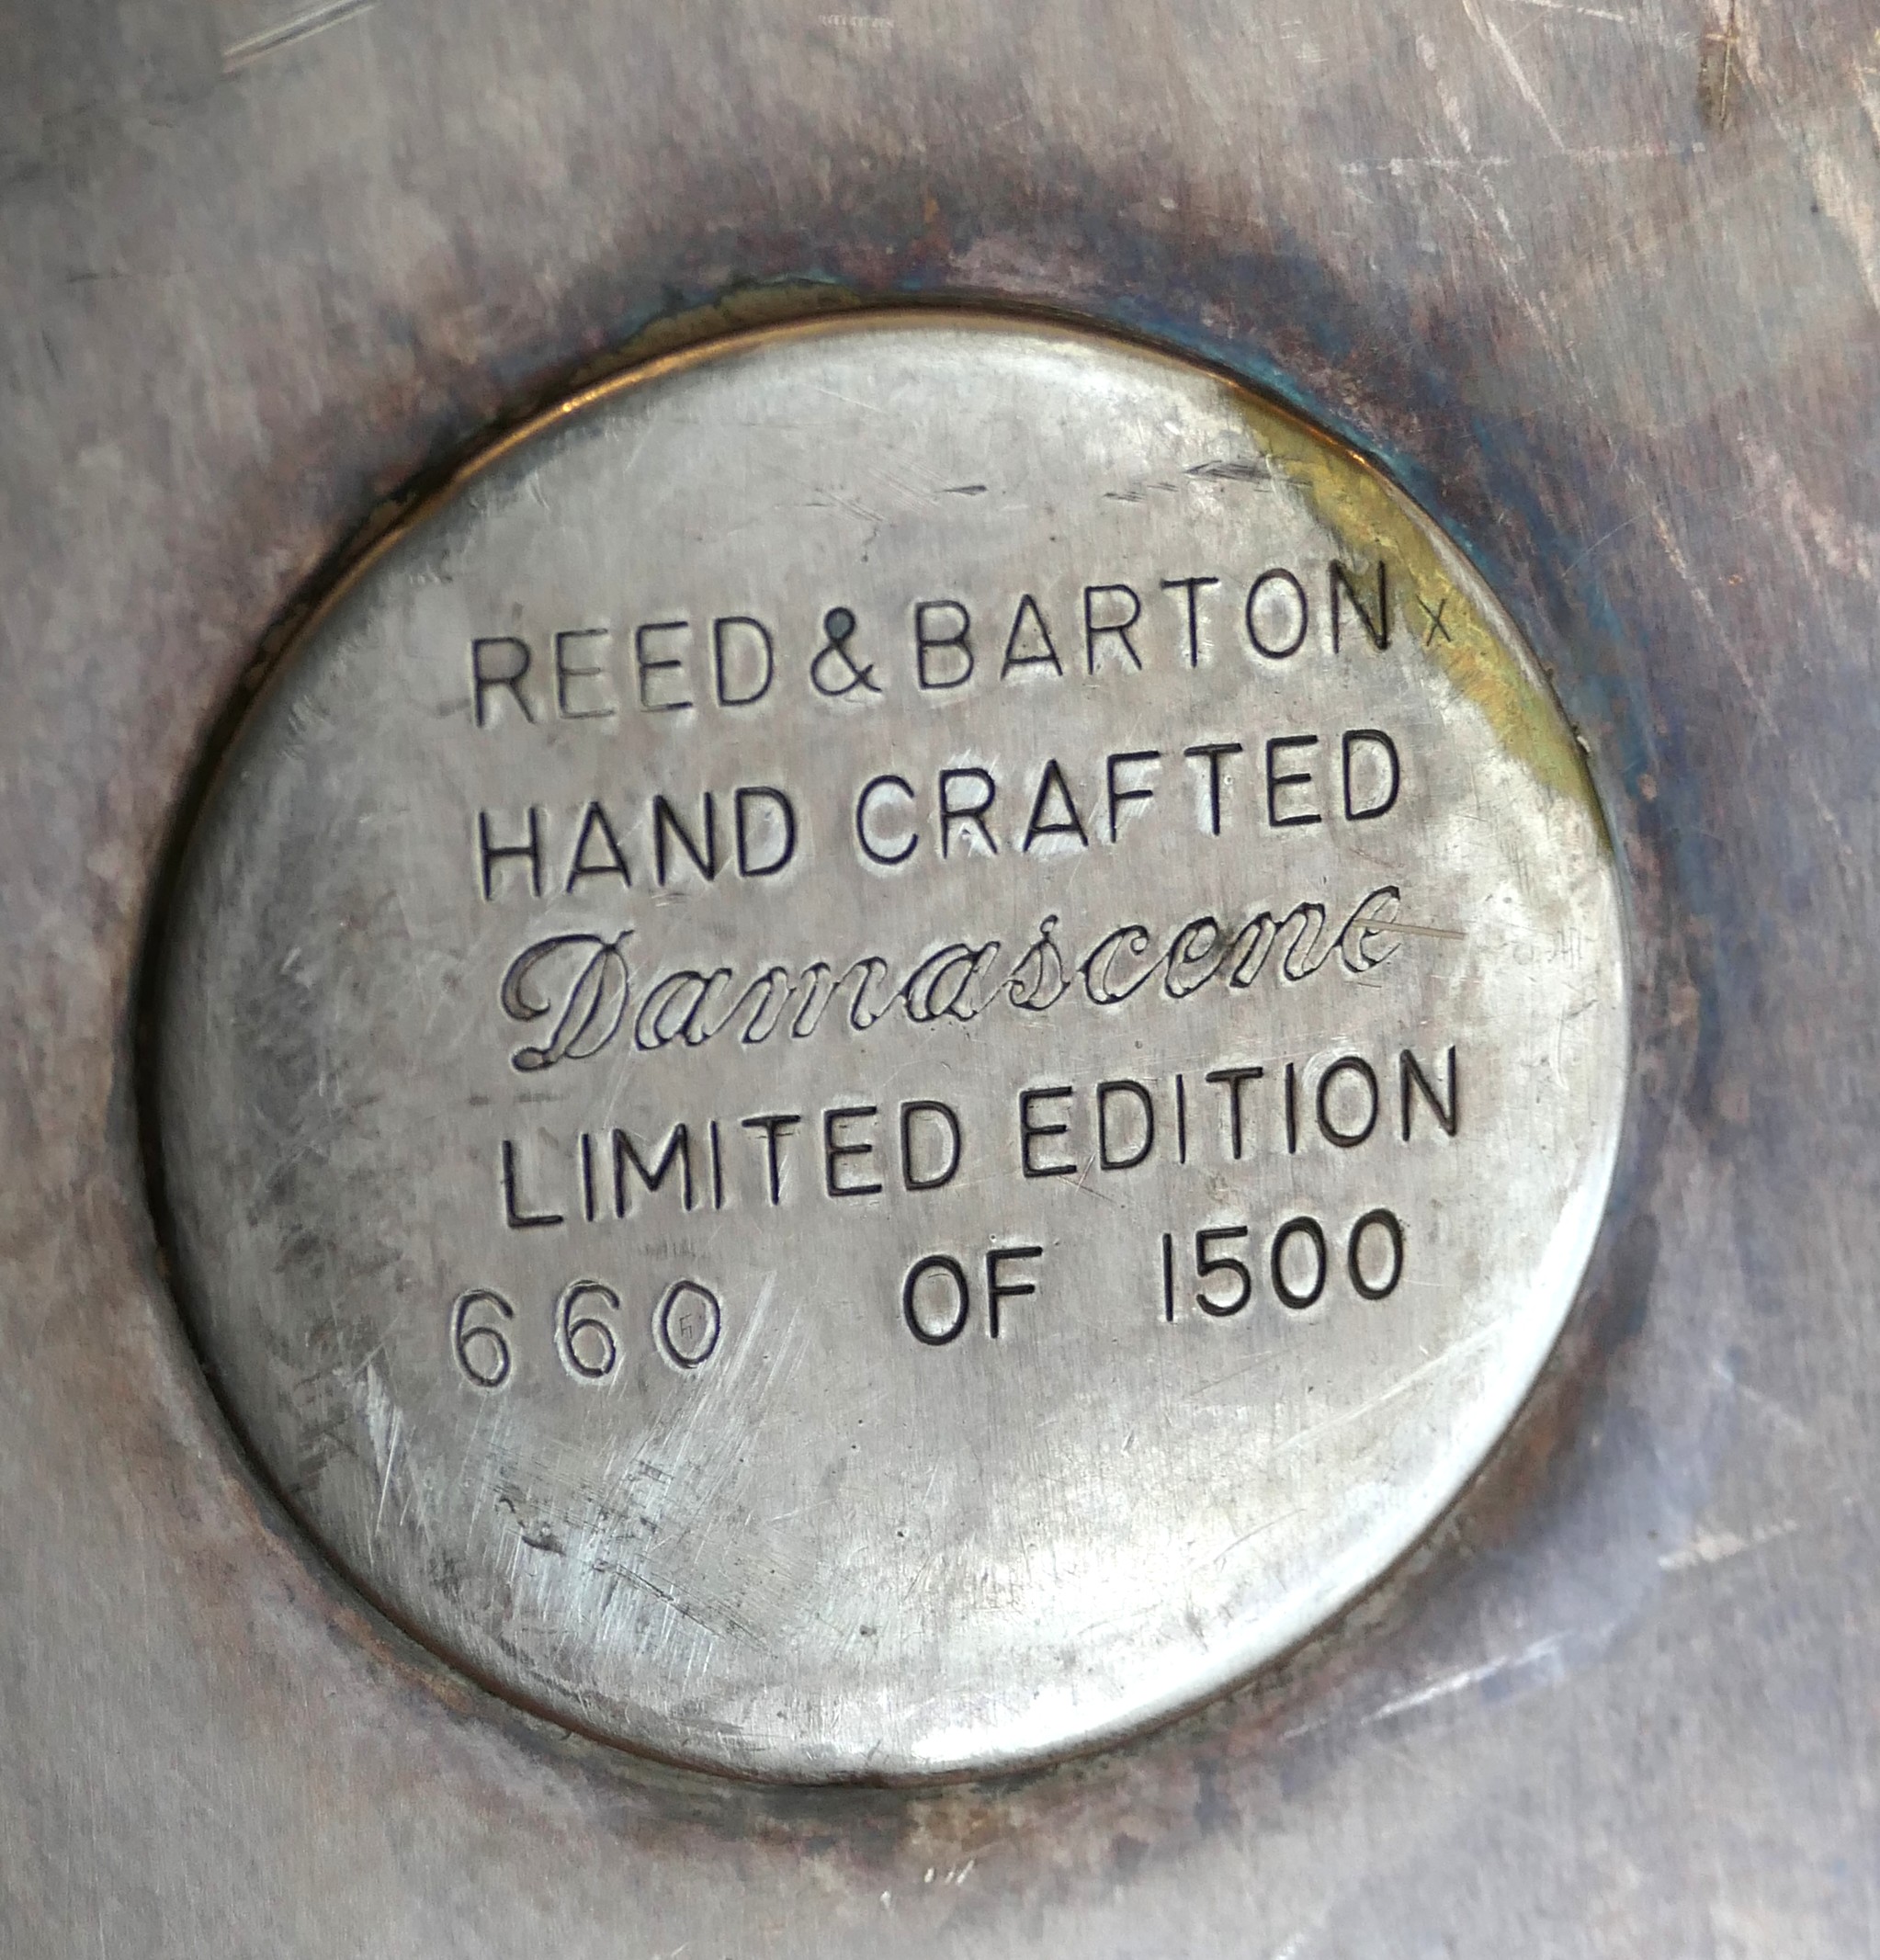 REED & BARTON x
HAND CRAFTED
Damascene
LIMITED EDITION
660 OF 1500